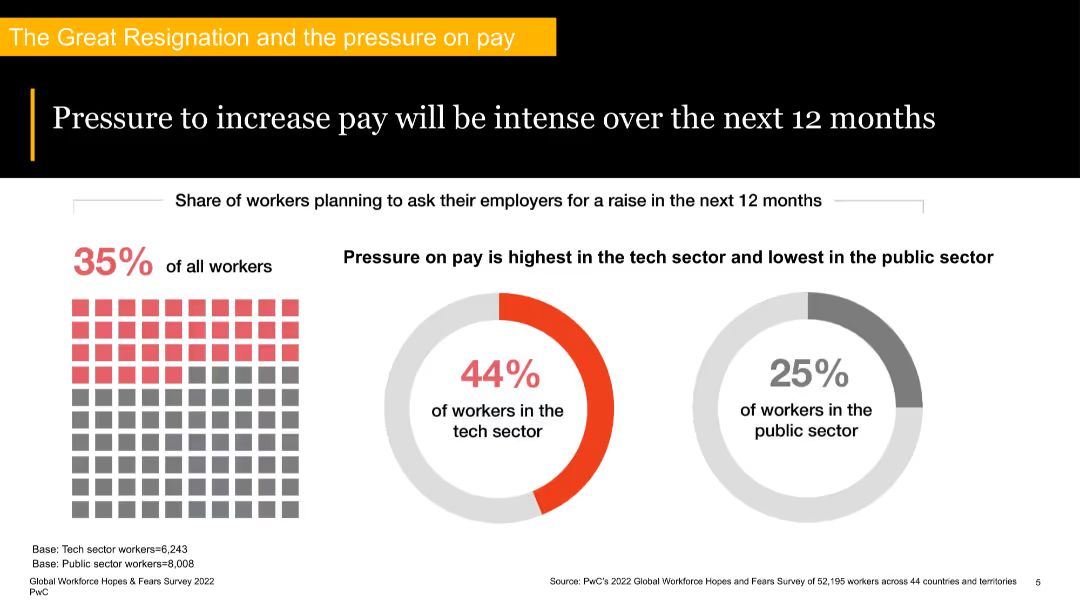 The Great Resignation and the pressure on pay
Pressure to increase pay will be intense over the next 12 months
Share of workers planning to ask their employers for a raise in the next 12 months
35% of all workers
Pressure on pay is highest in the tech sector and lowest in the public sector
44%
of workers in the
tech sector
25%
of workers in the
public sector
Base: Tech sector workers=6,243
Base: Public sector workers=8,008
Global Workforce Hopes & Fears Survey 2022
PwC
Source: PwC's 2022 Global Workforce Hopes and Fears Survey of 52,195 workers across 44 countries and territories
5